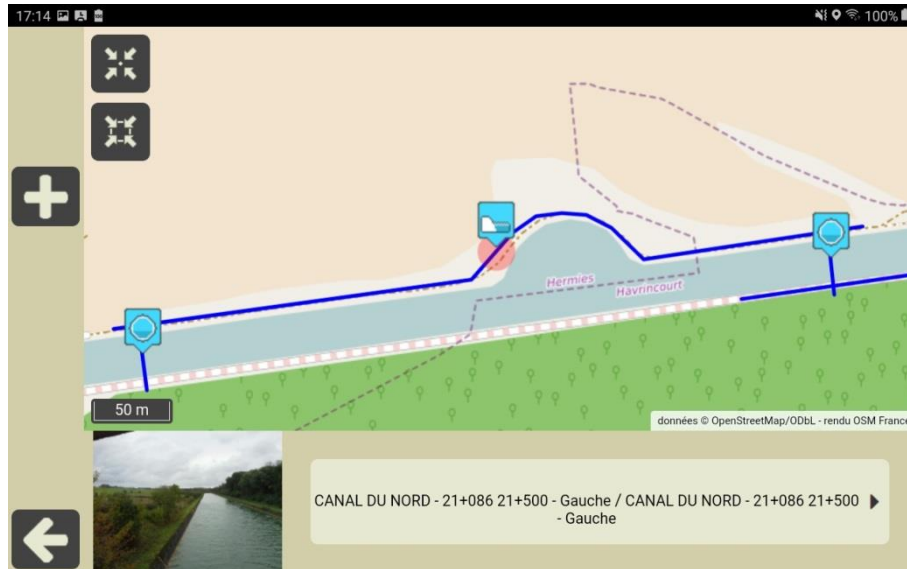 17:14
100%
Hermies
Havrincourt
50 m
données © OpenStreetMap/ODbL - rendu OSM France
CANAL DU NORD - 21+086 21+500 - Gauche / CANAL DU NORD - 21+086 21+500
- Gauche